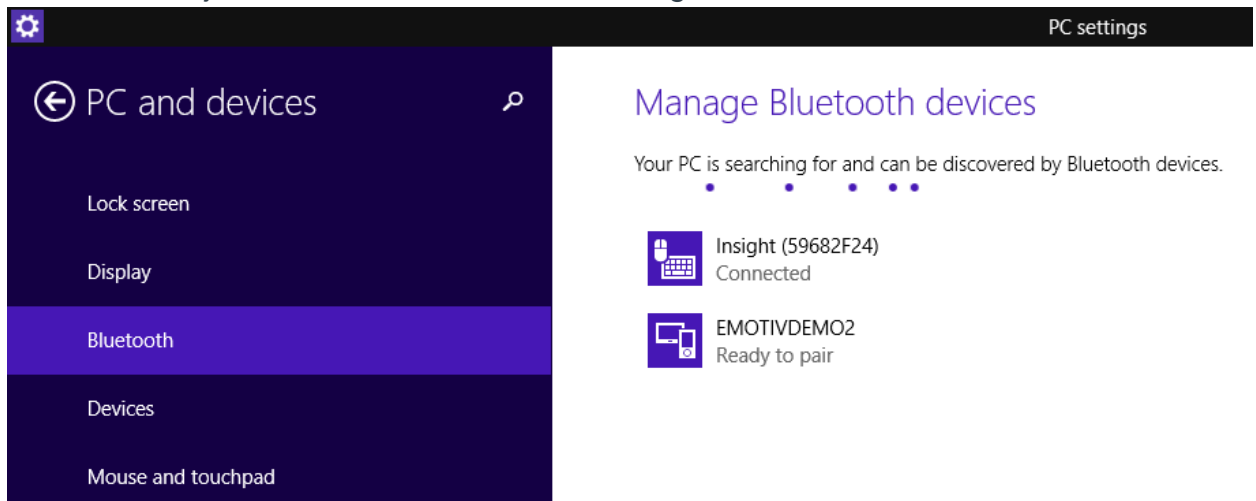 PC settings
PC and devices
Lock screen
Display
Bluetooth
Devices
Mouse and touchpad
Manage Bluetooth devices
Your PC is searching for and can be discovered by Bluetooth devices.
Insight (59682F24)
Connected
EMOTIVDEMO2
Ready to pair